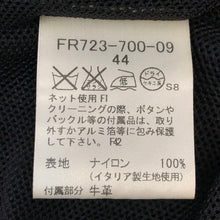 FR723-700-09
44
ドライ
S8
ネット使用 F1
クリーニングの際、ボタンや
バックル等の付属品は、取り
外すかアルミ箔等に包み保護
して下さい。F42
表地 ナイロン 100%
(イタリア製生地使用)
付属部分 牛革